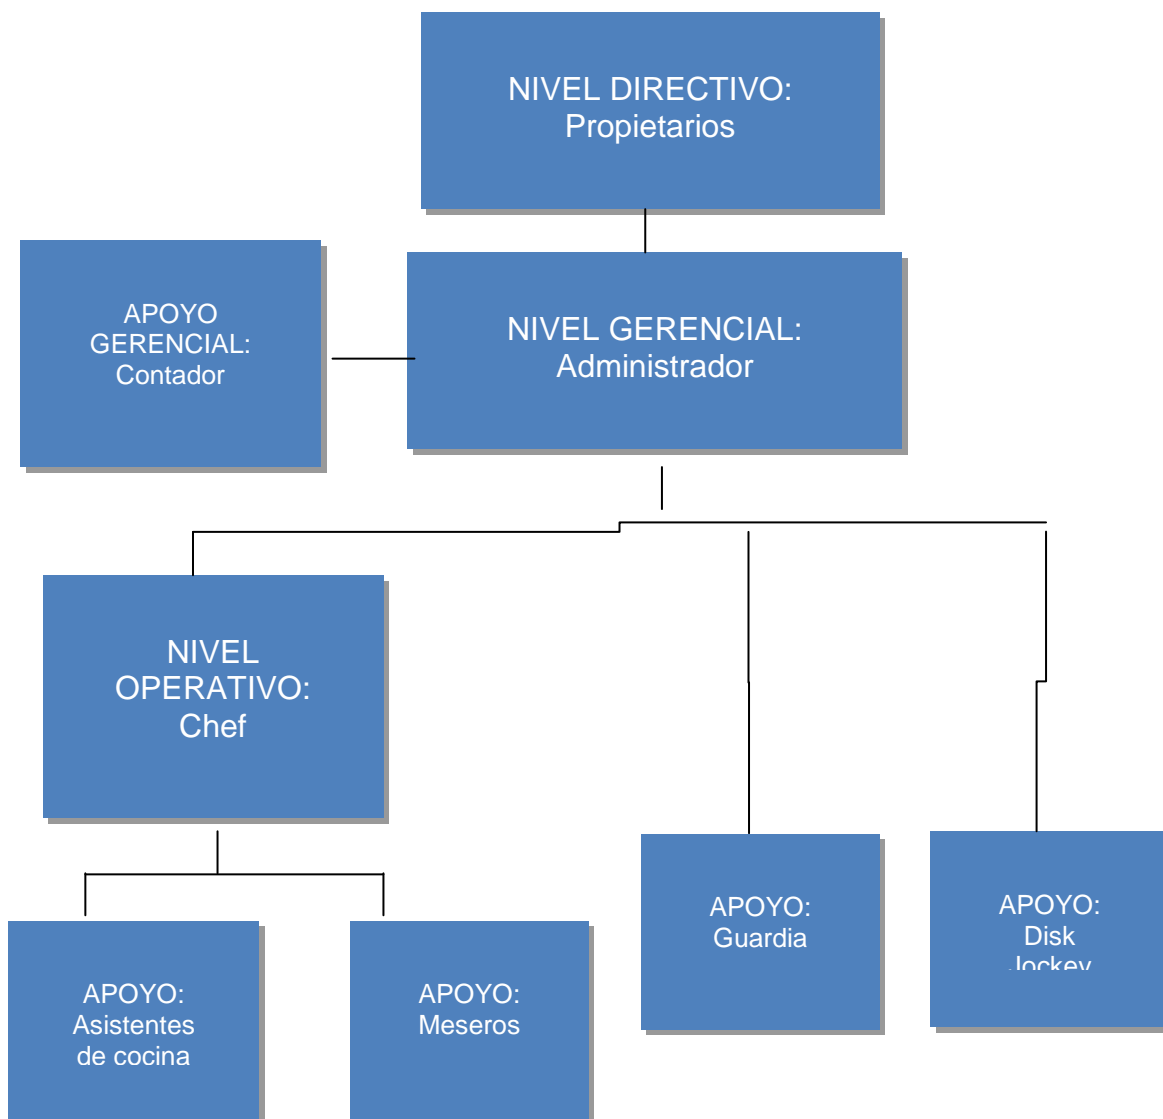 NIVEL DIRECTIVO:
Propietarios
APOYO
GERENCIAL:
Contador
NIVEL GERENCIAL:
Administrador
NIVEL
OPERATIVO:
Chef
APOYO:
Guardia
APOYO:
Disk
Jockey
APOYO:
Asistentes
de cocina
APOYO:
Meseros